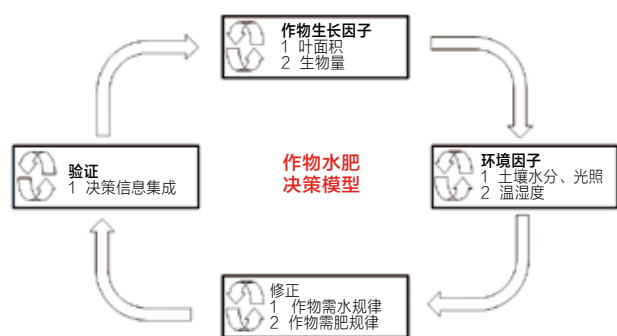 作物生长因子
1 叶面积
2 生物量
验证
1 决策信息集成
作物水肿
决策模型
环境因子
1 土壤水分、光照
2 温湿度
修正
1 作物需水规律
2 作物需肥规律